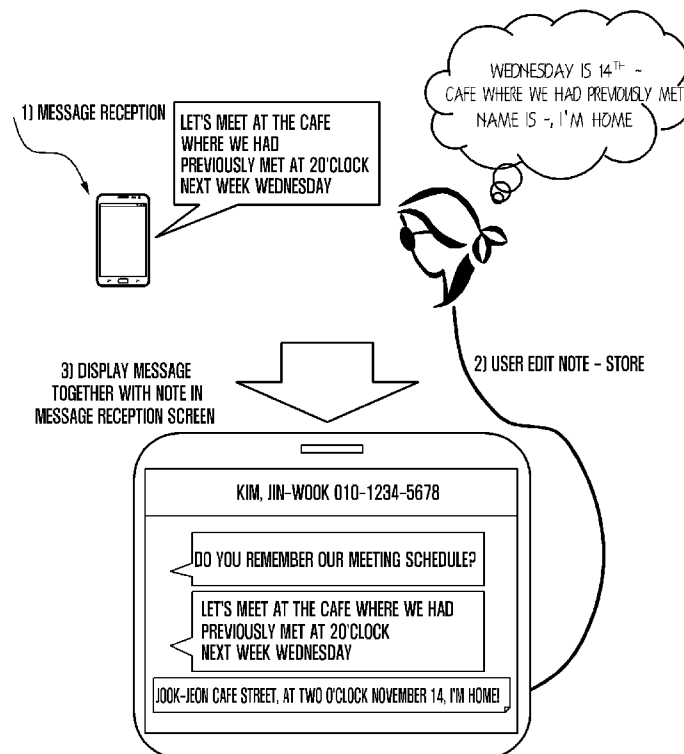 1) MESSAGE RECEPTION
LET'S MEET AT THE CAFE
WHERE WE HAD
PREVIOUSLY MET AT 20'CLOCK
NEXT WEEK WEDNESDAY
WEDNESDAY IS 14TH ~
CAFE WHERE WE HAD PREVIOUSLY MET
NAME IS ~, I'M HOME
2) USER EDIT NOTE - STORE
3) DISPLAY MESSAGE
TOGETHER WITH NOTE IN
MESSAGE RECEPTION SCREEN
KIM, JIN-WOOK 010-1234-5678
DO YOU REMEMBER OUR MEETING SCHEDULE?
LET'S MEET AT THE CAFE WHERE WE HAD
PREVIOUSLY MET AT 20'CLOCK
NEXT WEEK WEDNESDAY
JOOK-JEON CAFE STREET, AT TWO O'CLOCK NOVEMBER 14, I'M HOME!